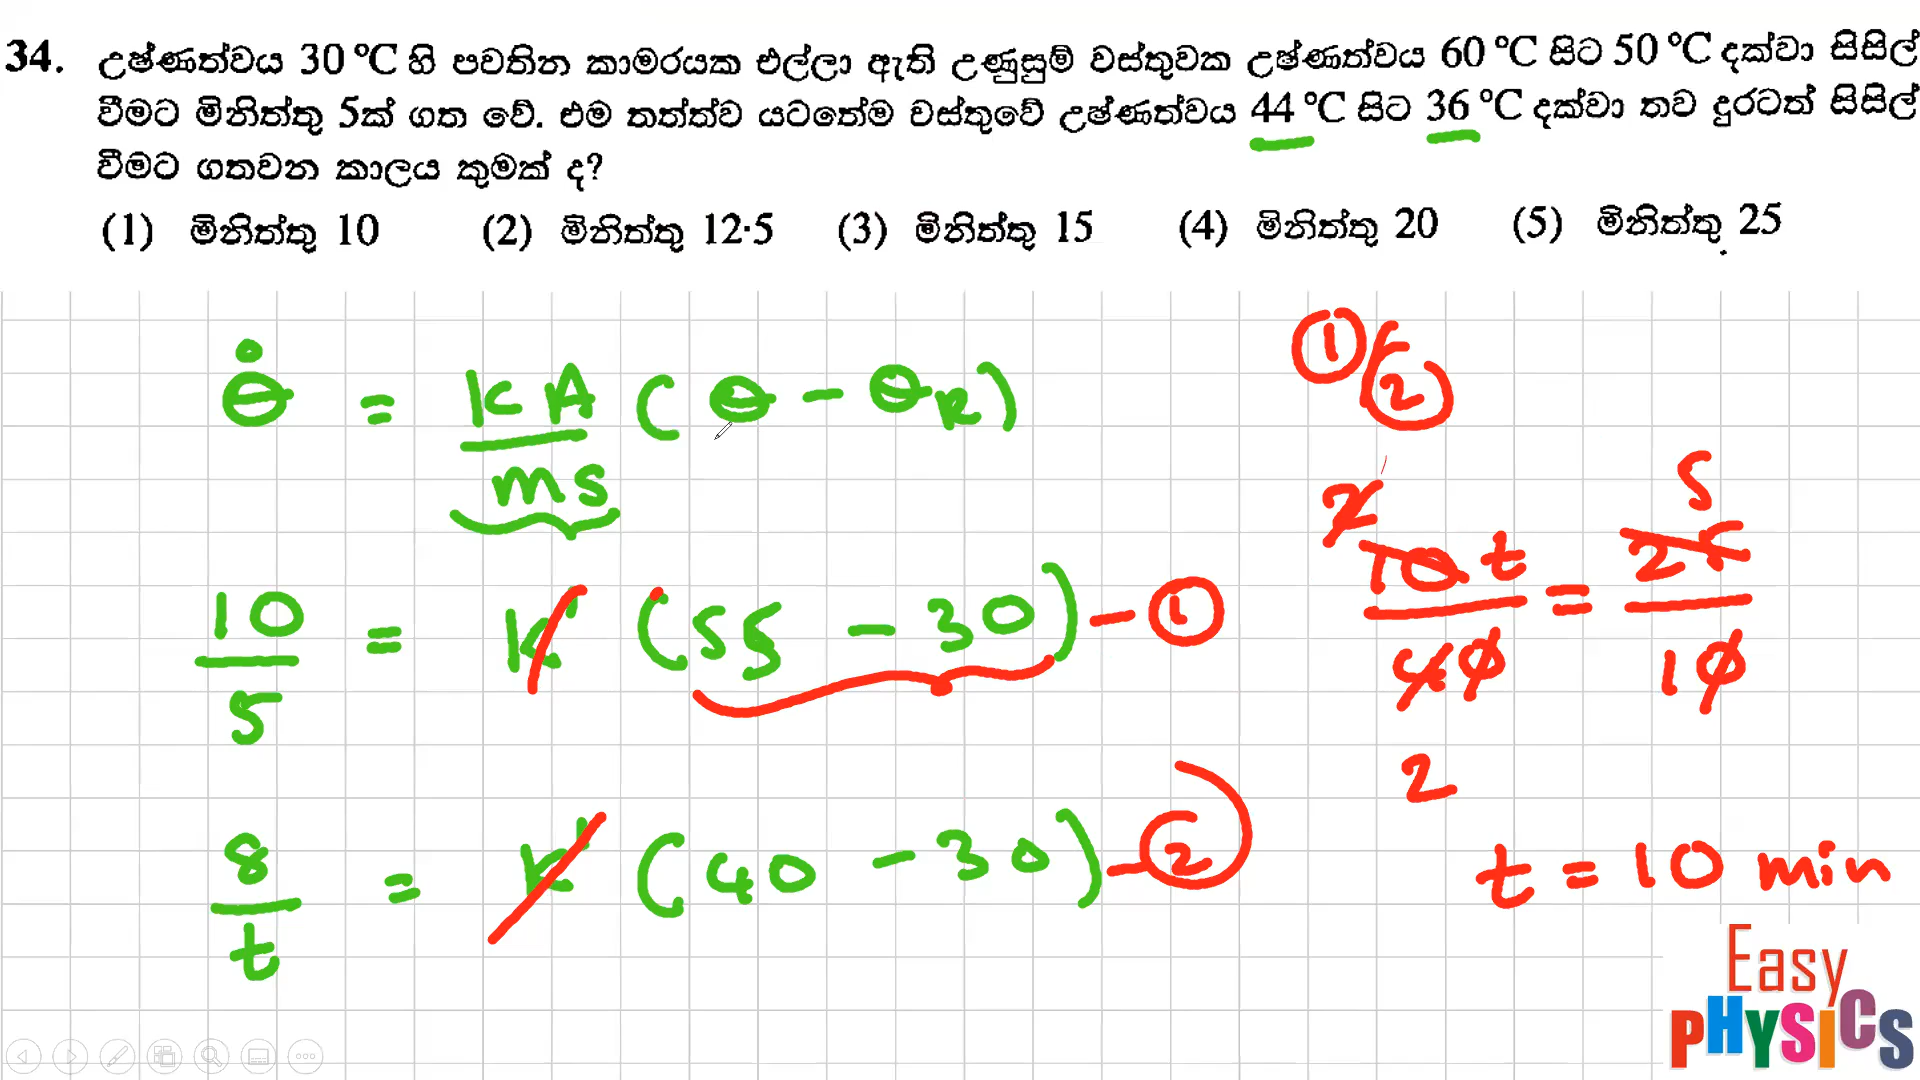 34. උෂ්ණත්වය 30 °C හි පවතින කාමරයක එල්ලා ඇති උණුසුම් වස්තුවක උෂ්ණත්වය 60 °C සිට 50 °C දක්වා සිසිල්
වීමට මිනිත්තු 5ක් ගත වේ. එම තත්ත්ව යටතේම වස්තුවේ උෂ්ණත්වය 44 °C සිට 36 °C දක්වා තව දුරටත් සිසිල්
වීමට ගතවන කාලය කුමක් ද?
(1) මිනිත්තු 10 (2) මිනිත්තු 12·5 (3) මිනිත්තු 15 (4) මිනිත්තු 20 (5) මිනිත්තු 25
θ̇ = KA/ms (θ − θR)
①/②
10/5 = K (55 − 30) − ①
10t/40 = 25/10
2 5
2
8/t = K (40 − 30) − ②
t = 10 min
Easy
PHYSICS